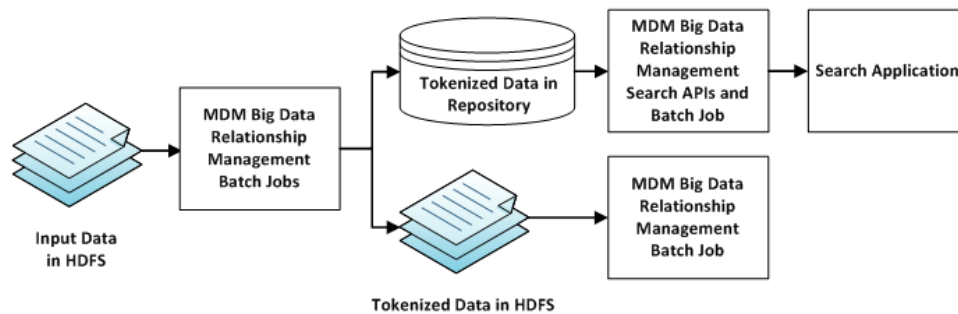 Input Data
in HDFS
MDM Big Data
Relationship
Management
Batch Jobs
Tokenized Data in
Repository
MDM Big Data
Relationship
Management
Search APIs and
Batch Job
Search Application
Tokenized Data in HDFS
MDM Big Data
Relationship
Management
Batch Job